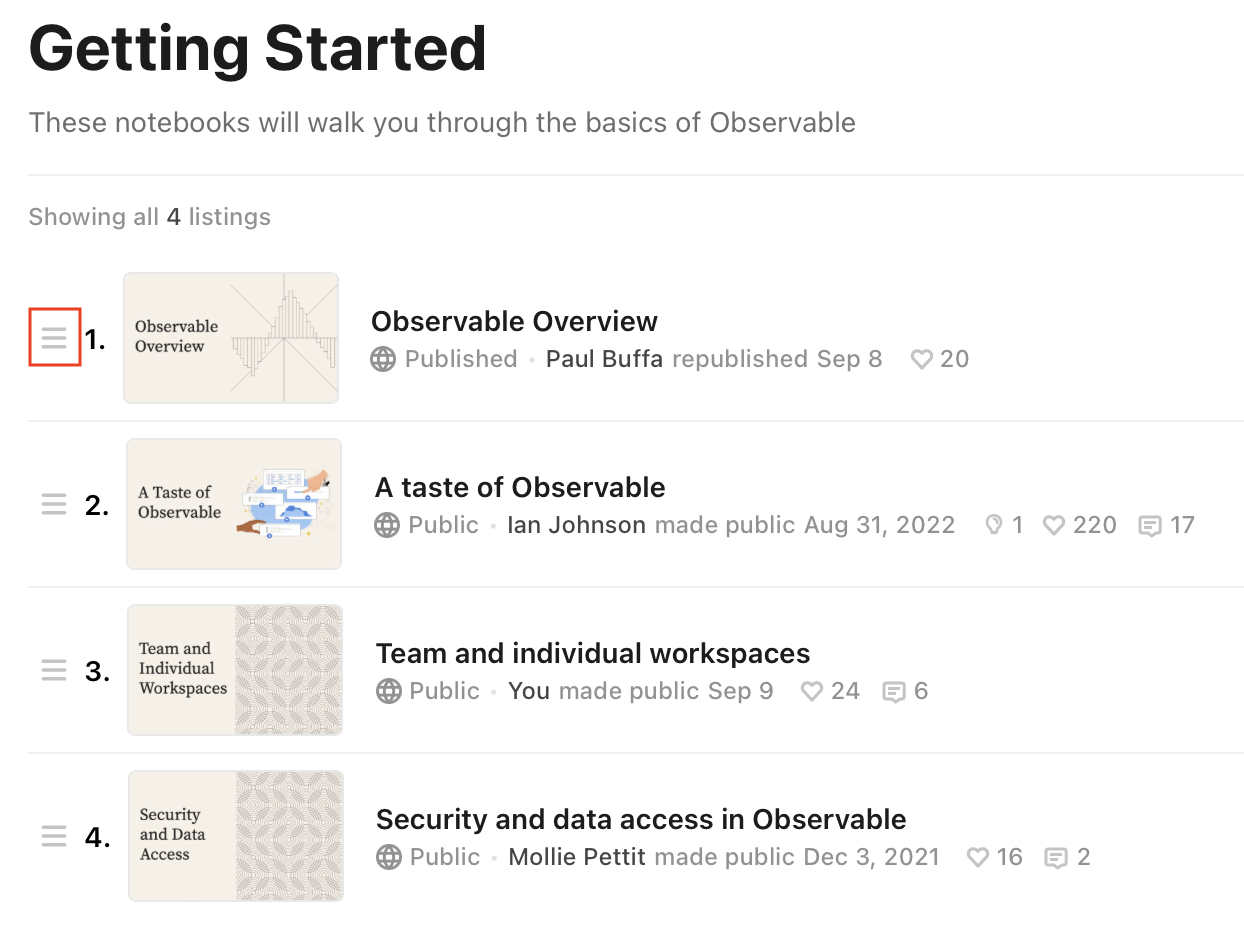 Getting Started
These notebooks will walk you through the basics of Observable
Showing all 4 listings
1.
Observable
Overview
Observable Overview
Published · Paul Buffa republished Sep 8 20
2.
A Taste of
Observable
A taste of Observable
Public · Ian Johnson made public Aug 31, 2022 1 220 17
3.
Team and
Individual
Workspaces
Team and individual workspaces
Public · You made public Sep 9 24 6
4.
Security
and Data
Access
Security and data access in Observable
Public · Mollie Pettit made public Dec 3, 2021 16 2